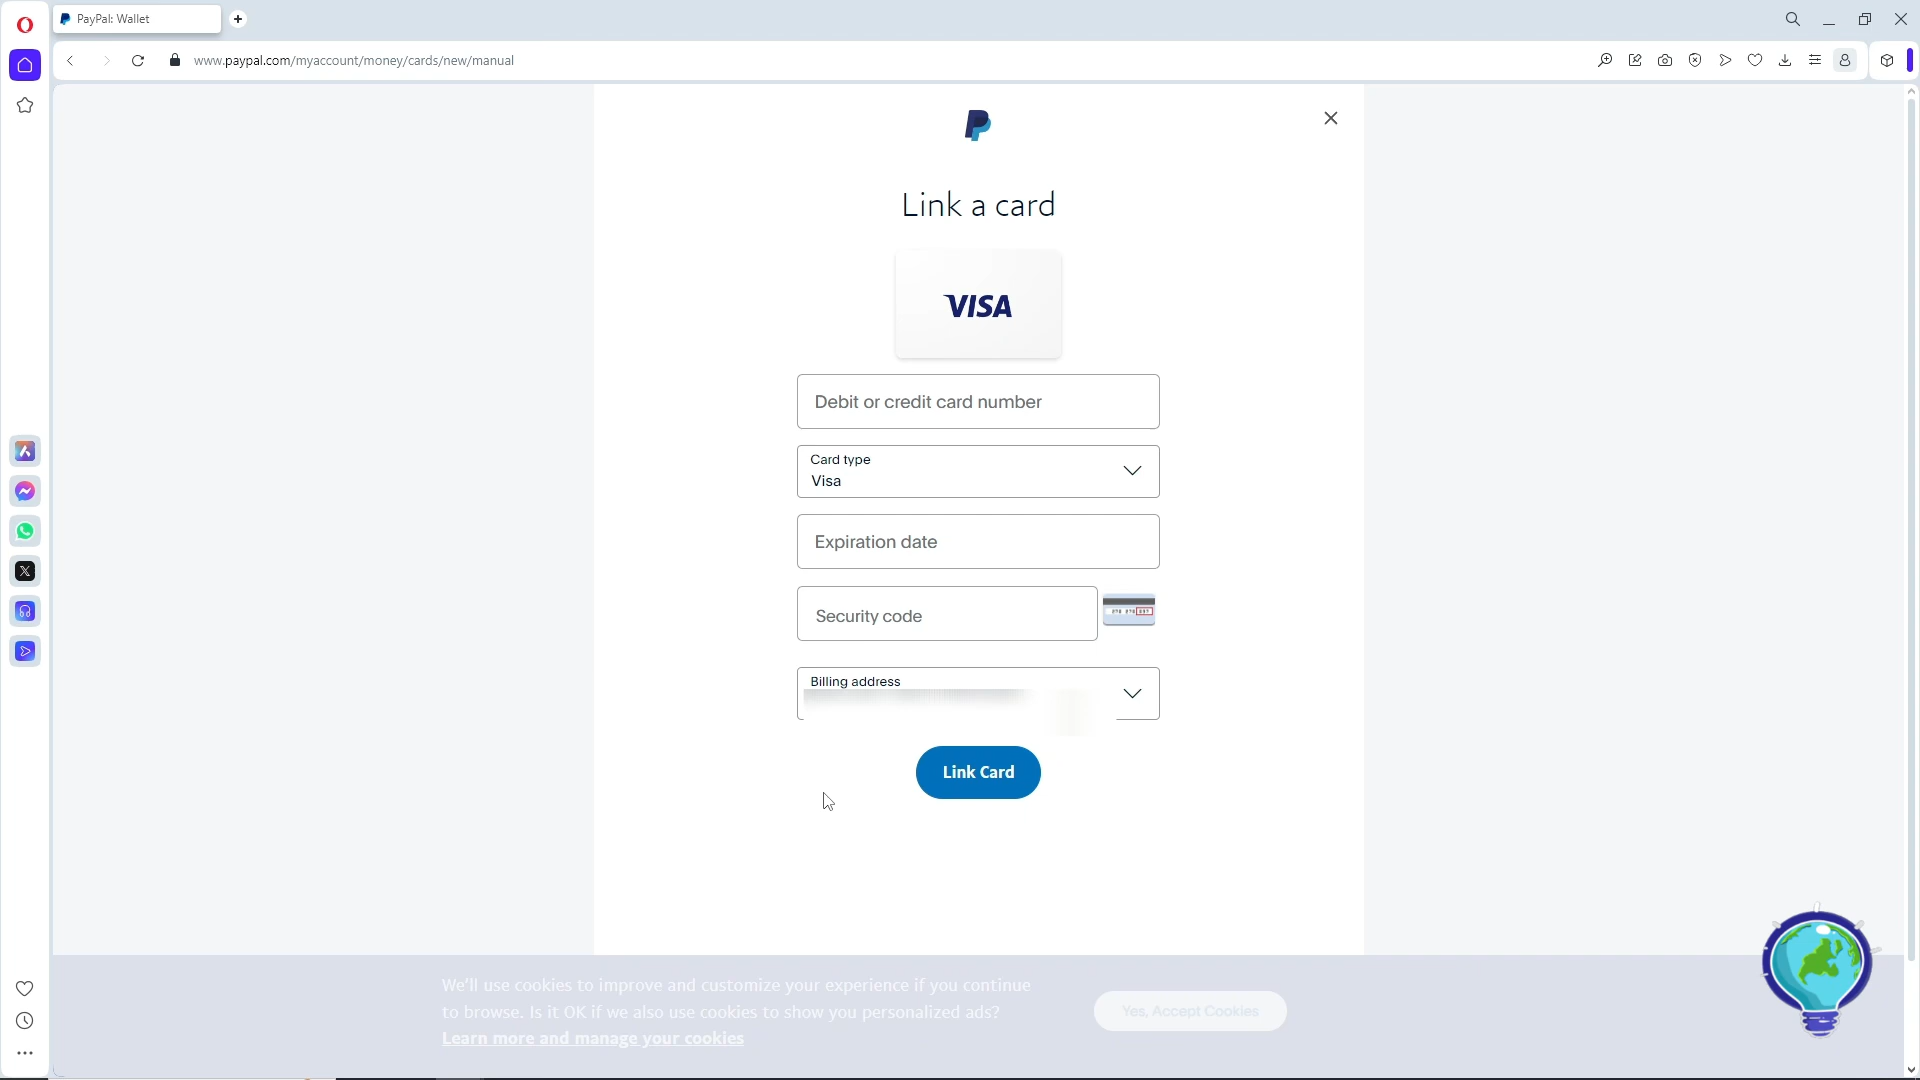 PayPal: Wallet
www.paypal.com/myaccount/money/cards/new/manual
Link a card
VISA
Debit or credit card number
Card type
Visa
Expiration date
Security code
Billing address
Link Card
We'll use cookies to improve and customize your experience if you continue
to browse. Is it OK if we also use cookies to show you personalized ads?
Learn more and manage your cookies
Yes, Accept Cookies